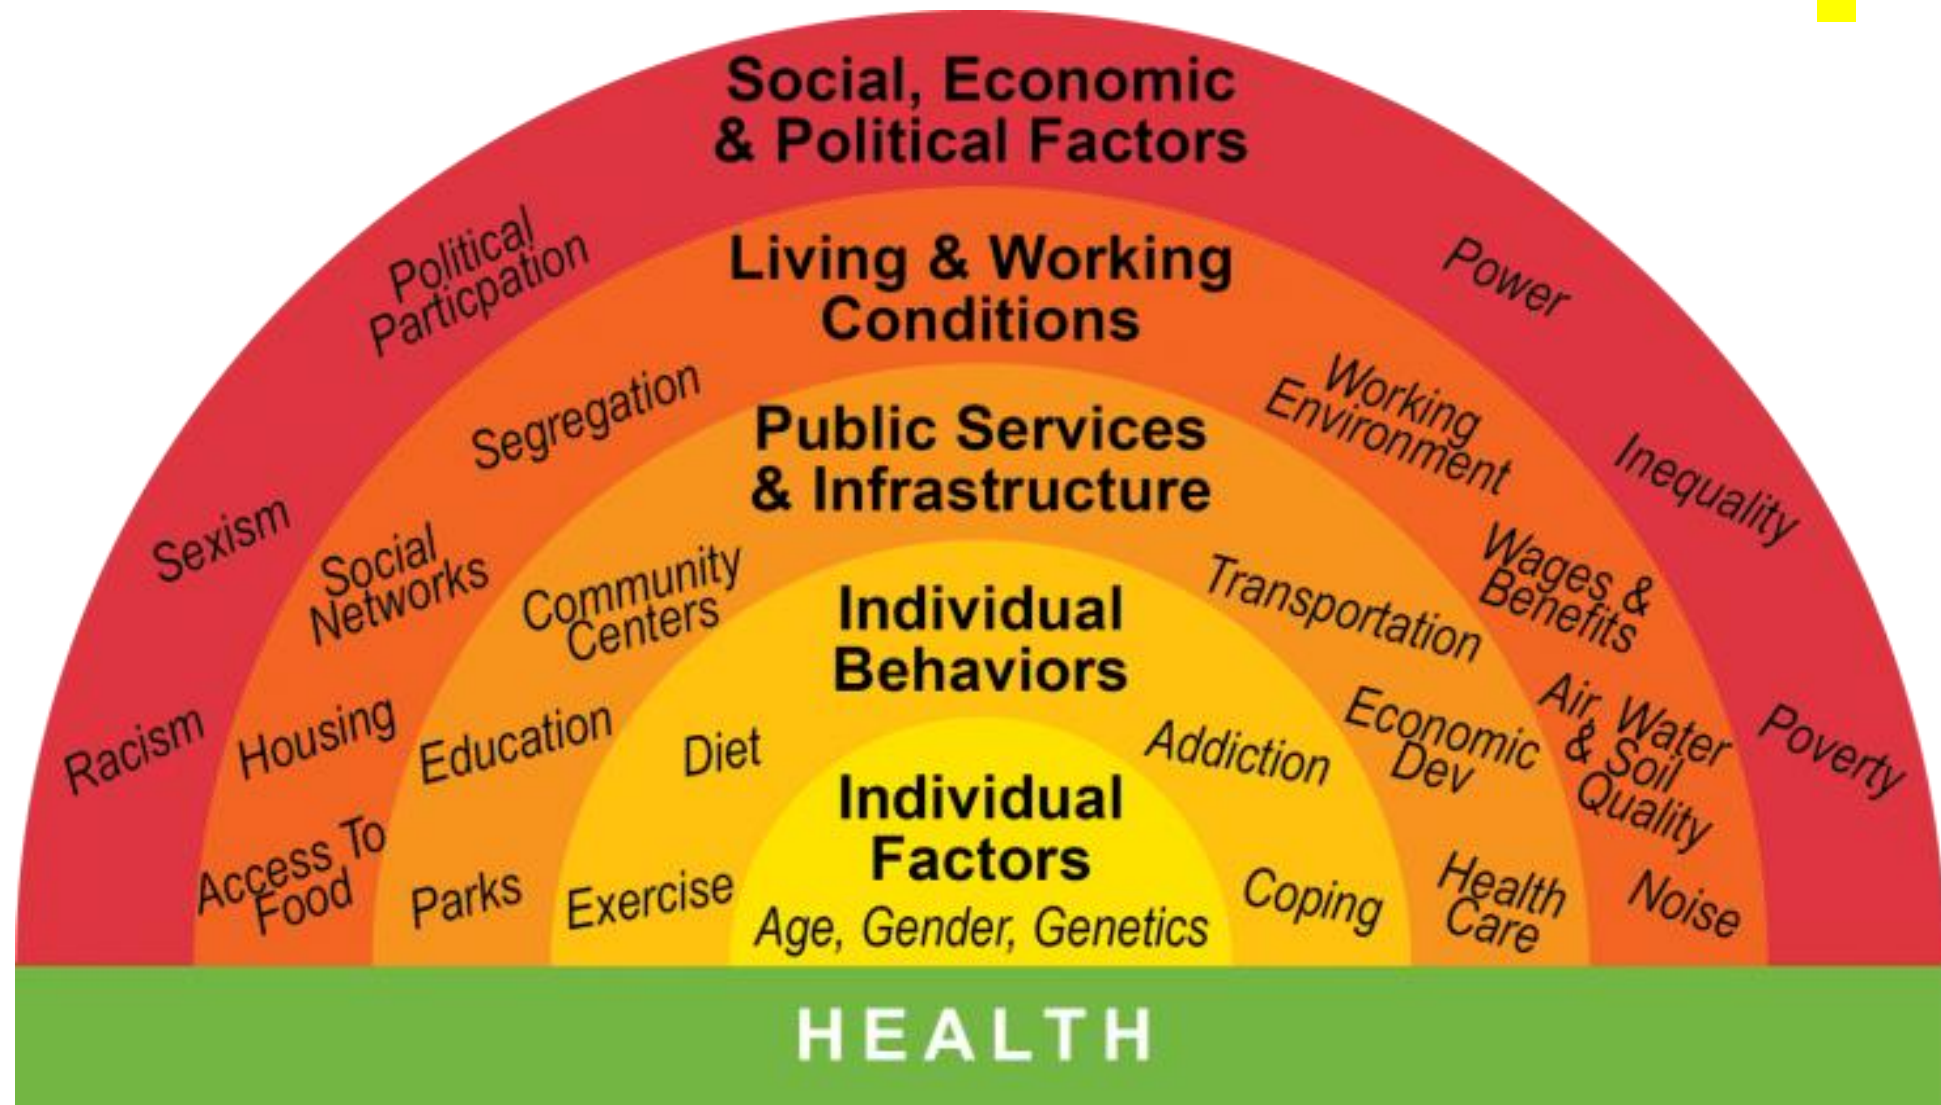 Social, Economic
& Political Factors
Political
Particpation
Power
Sexism
Inequality
Racism
Poverty
Living & Working
Conditions
Segregation
Working
Environment
Social
Networks
Wages &
Benefits
Housing
Air, Water
& Soil
Quality
Access To
Food
Noise
Public Services
& Infrastructure
Community
Centers
Transportation
Education
Economic
Dev
Parks
Health
Care
Individual
Behaviors
Diet
Addiction
Exercise
Coping
Individual
Factors
Age, Gender, Genetics
HEALTH